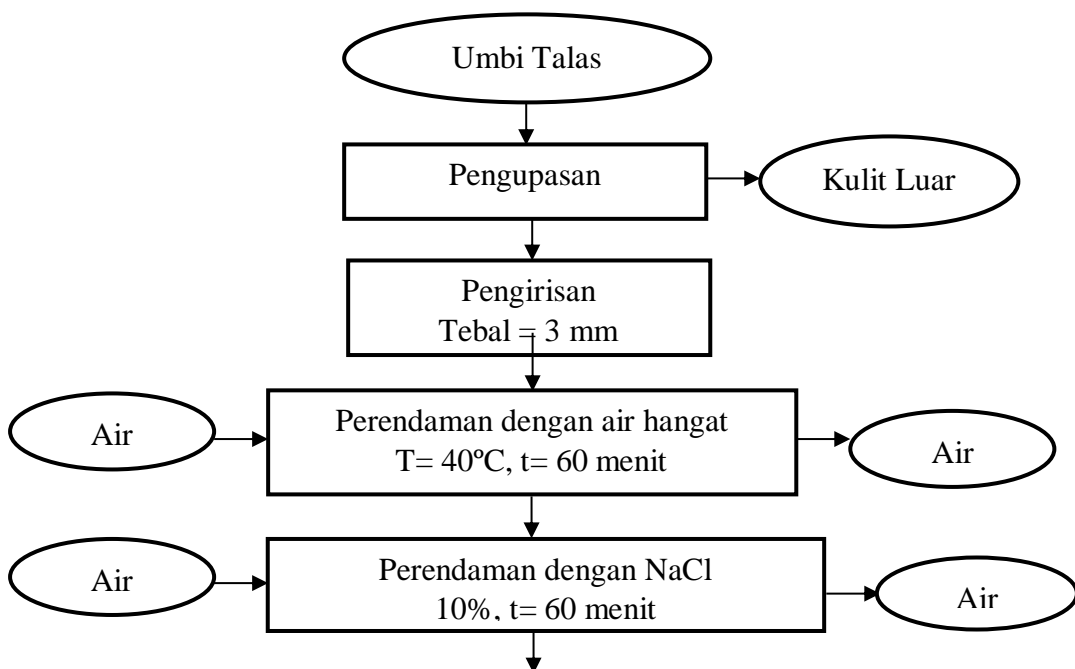 Umbi Talas
Pengupasan
Kulit Luar
Pengirisan
Tebal = 3 mm
Air
Perendaman dengan air hangat
T= 40ºC, t= 60 menit
Air
Air
Perendaman dengan NaCl
10%, t= 60 menit
Air